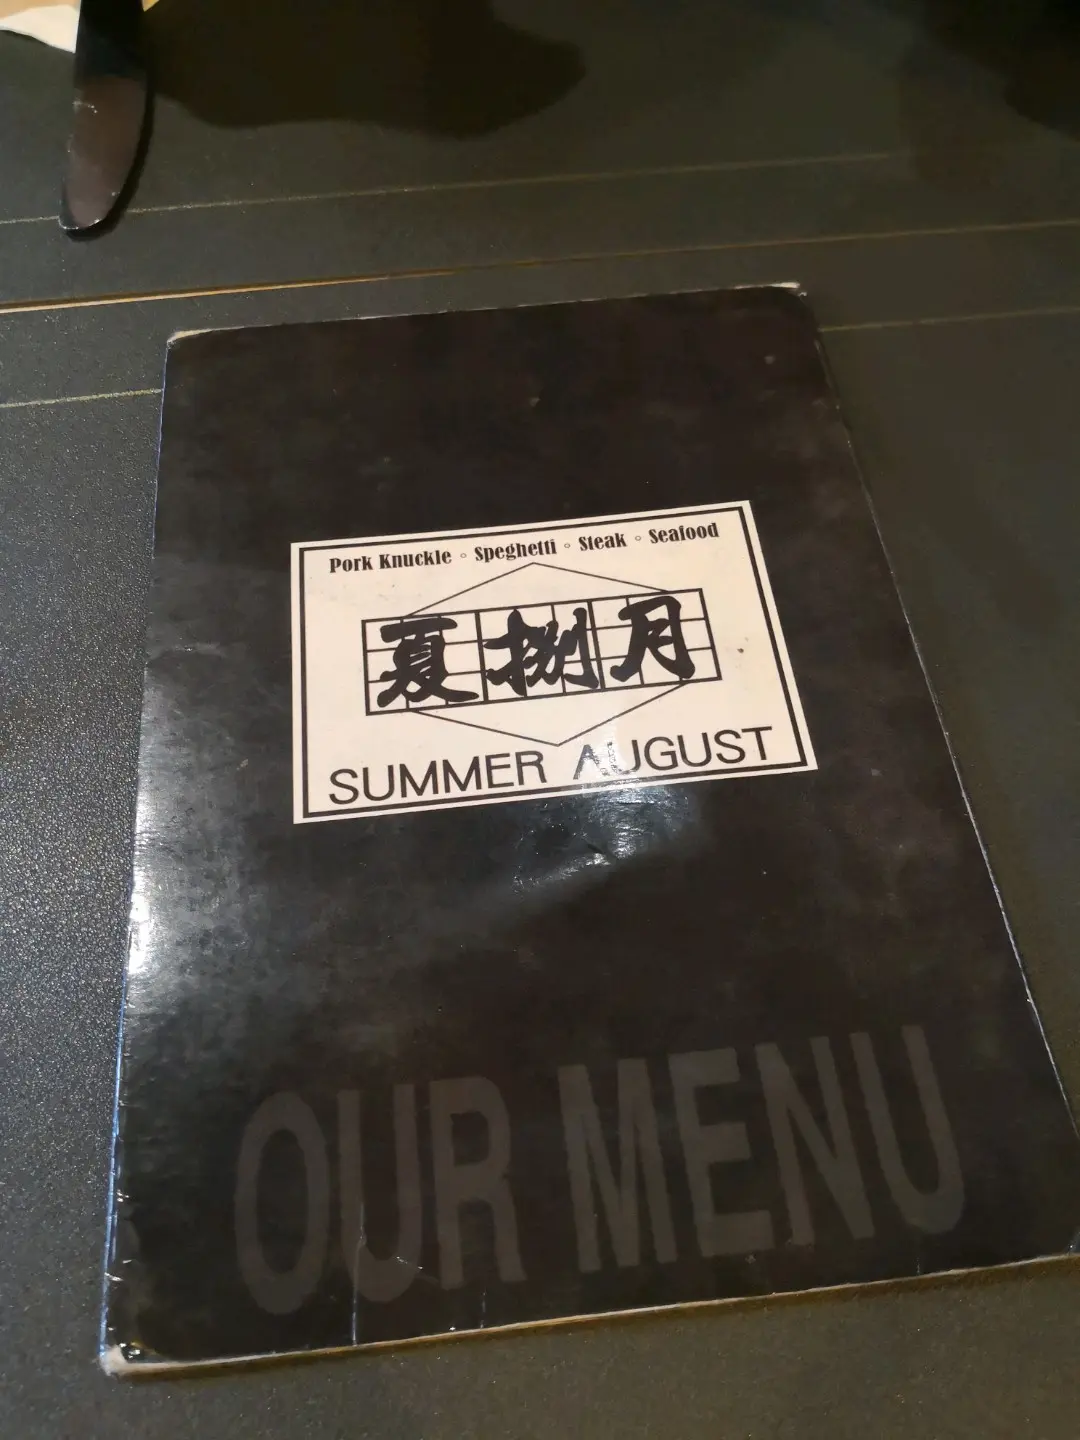 Pork Knuckle ◦ Speghetti ◦ Steak ◦ Seafood
夏捌月
SUMMER AUGUST
OUR MENU